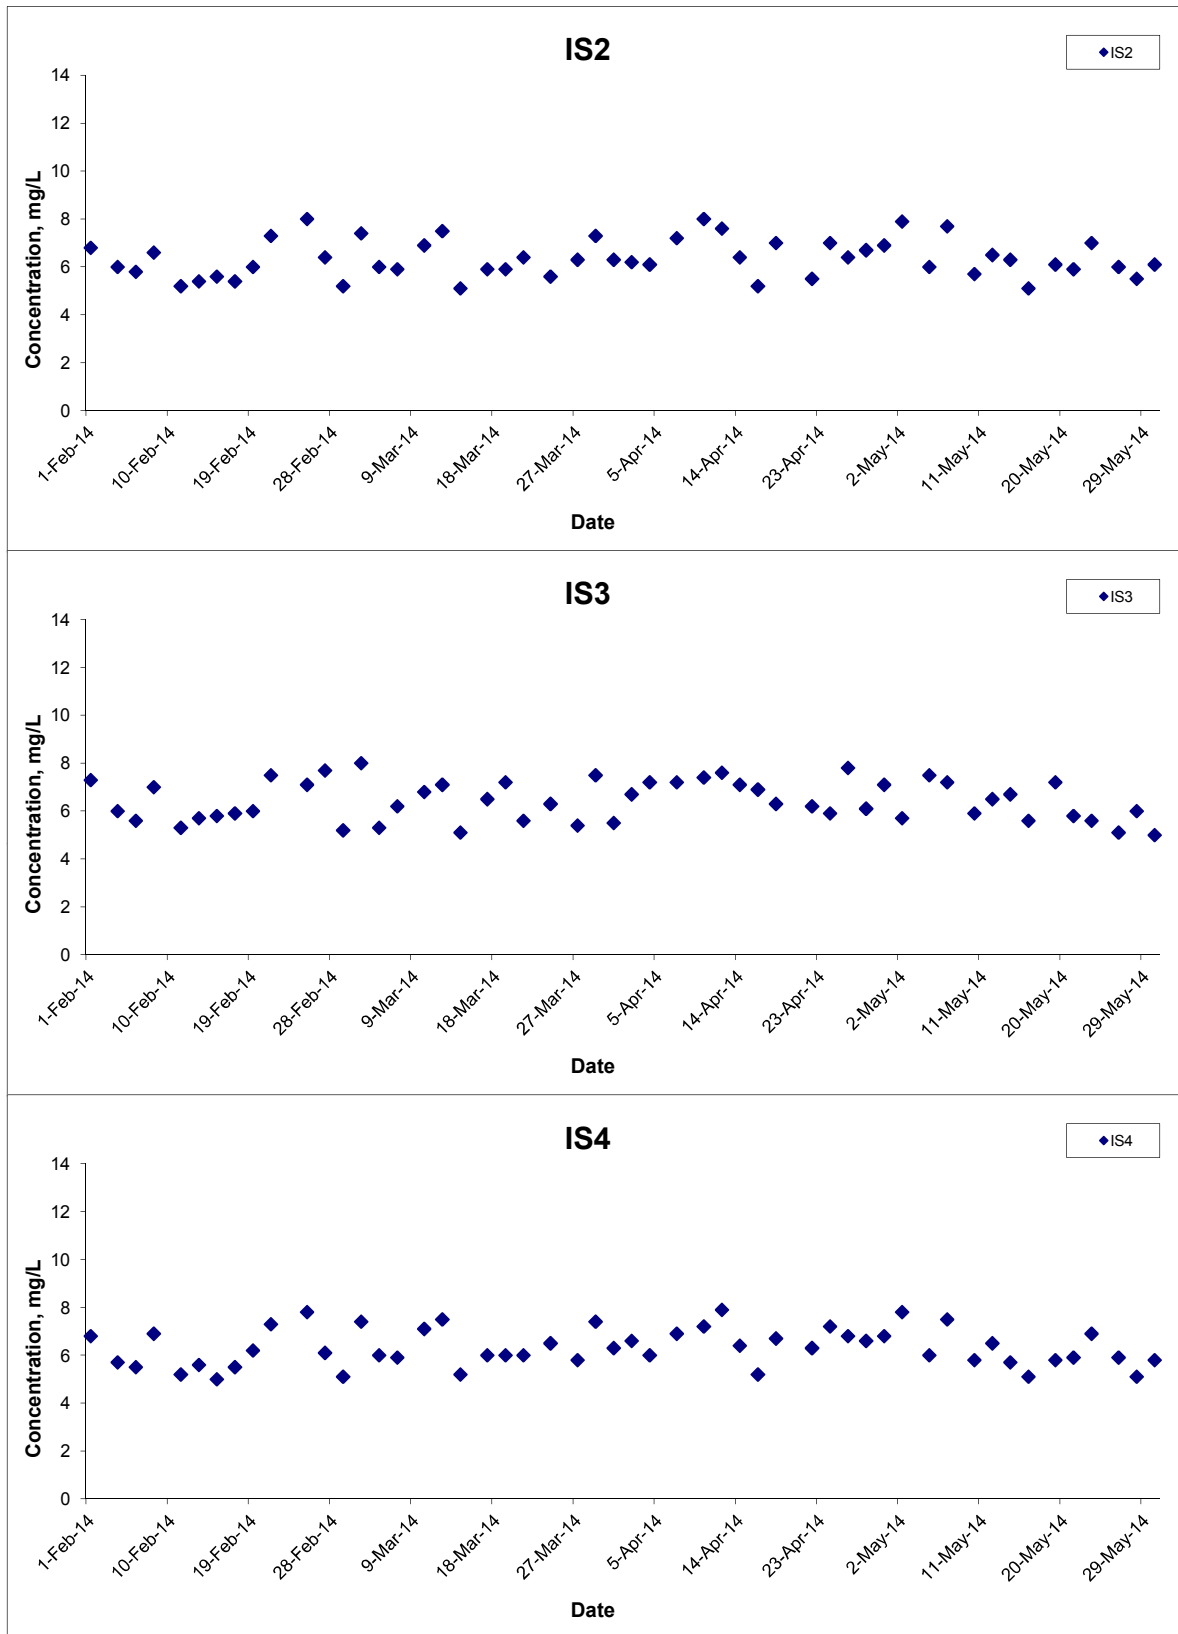 IS2
IS2
14
12
10
8
6
4
2
0
Concentration, mg/L
1-Feb-14
10-Feb-14
19-Feb-14
28-Feb-14
9-Mar-14
18-Mar-14
27-Mar-14
5-Apr-14
14-Apr-14
23-Apr-14
2-May-14
11-May-14
20-May-14
29-May-14
Date
IS3
IS3
14
12
10
8
6
4
2
0
Concentration, mg/L
1-Feb-14
10-Feb-14
19-Feb-14
28-Feb-14
9-Mar-14
18-Mar-14
27-Mar-14
5-Apr-14
14-Apr-14
23-Apr-14
2-May-14
11-May-14
20-May-14
29-May-14
Date
IS4
IS4
14
12
10
8
6
4
2
0
Concentration, mg/L
1-Feb-14
10-Feb-14
19-Feb-14
28-Feb-14
9-Mar-14
18-Mar-14
27-Mar-14
5-Apr-14
14-Apr-14
23-Apr-14
2-May-14
11-May-14
20-May-14
29-May-14
Date